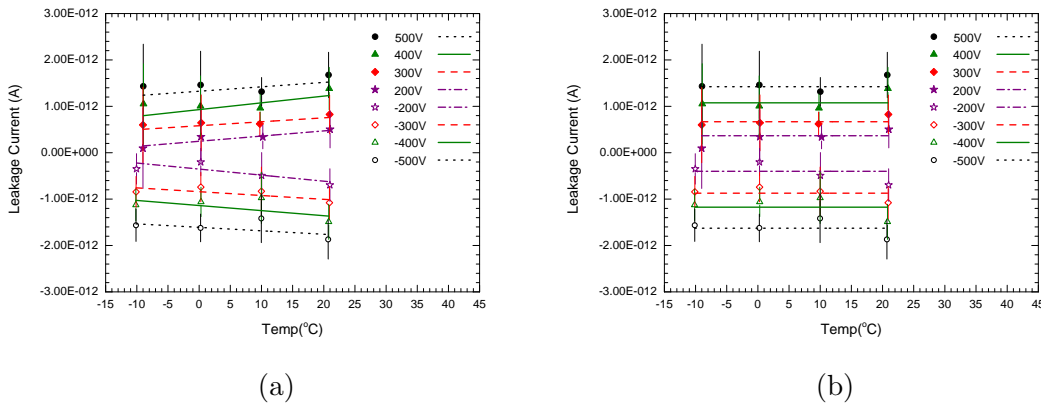 3.00E-012
2.00E-012
1.00E-012
0.00E+000
-1.00E-012
-2.00E-012
-3.00E-012
Leakage Current (A)
-15 -10 -5 0 5 10 15 20 25 30 35 40 45
Temp(°C)
500V
400V
300V
200V
-200V
-300V
-400V
-500V
(a)
3.00E-012
2.00E-012
1.00E-012
0.00E+000
-1.00E-012
-2.00E-012
-3.00E-012
Leakage Current (A)
-15 -10 -5 0 5 10 15 20 25 30 35 40 45
Temp(°C)
500V
400V
300V
200V
-200V
-300V
-400V
-500V
(b)